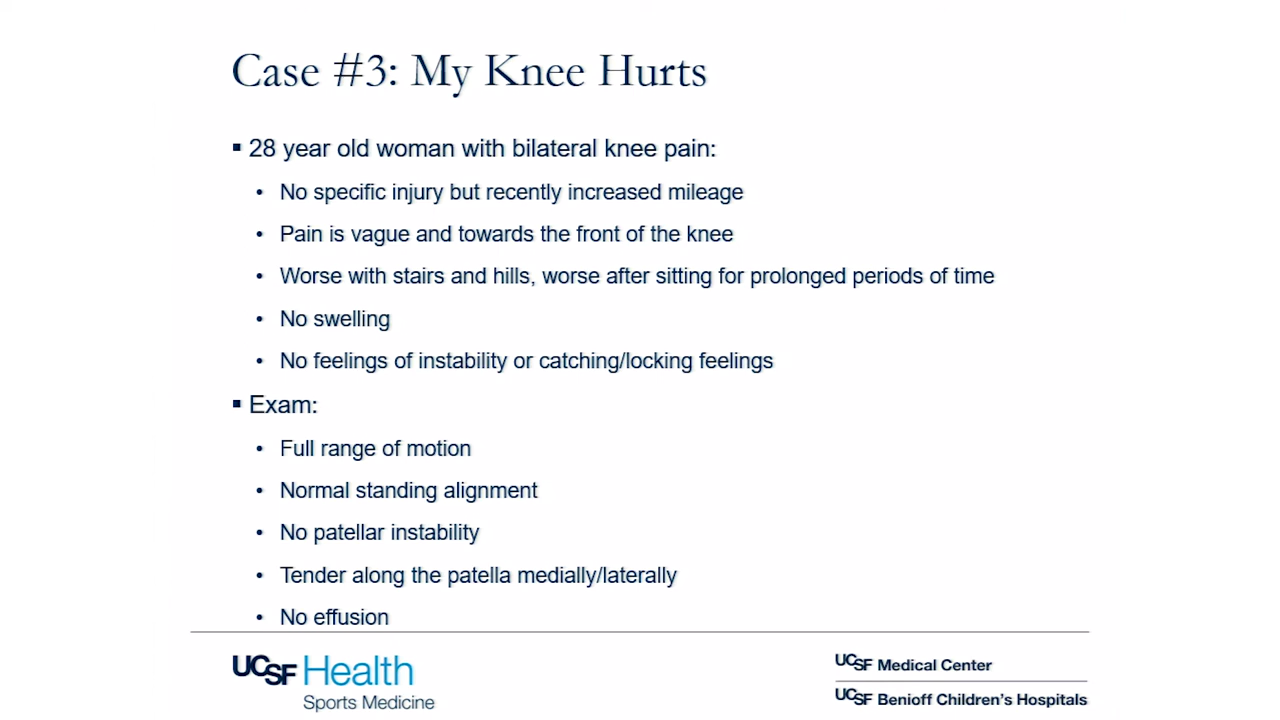 Case #3: My Knee Hurts
▪ 28 year old woman with bilateral knee pain:
• No specific injury but recently increased mileage
• Pain is vague and towards the front of the knee
• Worse with stairs and hills, worse after sitting for prolonged periods of time
• No swelling
• No feelings of instability or catching/locking feelings
▪ Exam:
• Full range of motion
• Normal standing alignment
• No patellar instability
• Tender along the patella medially/laterally
• No effusion
UCSF Health
Sports Medicine
UCSF Medical Center
UCSF Benioff Children's Hospitals